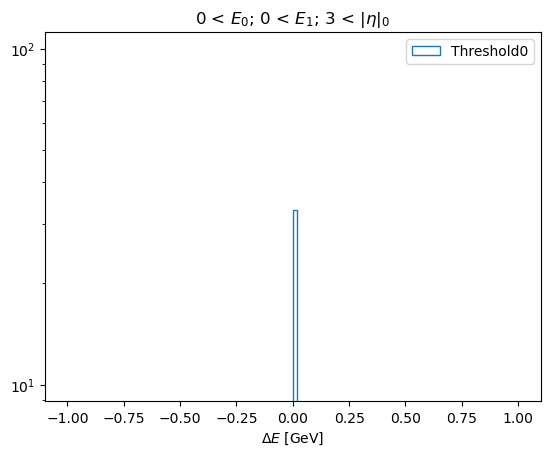 0 < E₀; 0 < E₁; 3 < |η|₀
Threshold0
10²
10¹
−1.00 −0.75 −0.50 −0.25 0.00 0.25 0.50 0.75 1.00
ΔE [GeV]